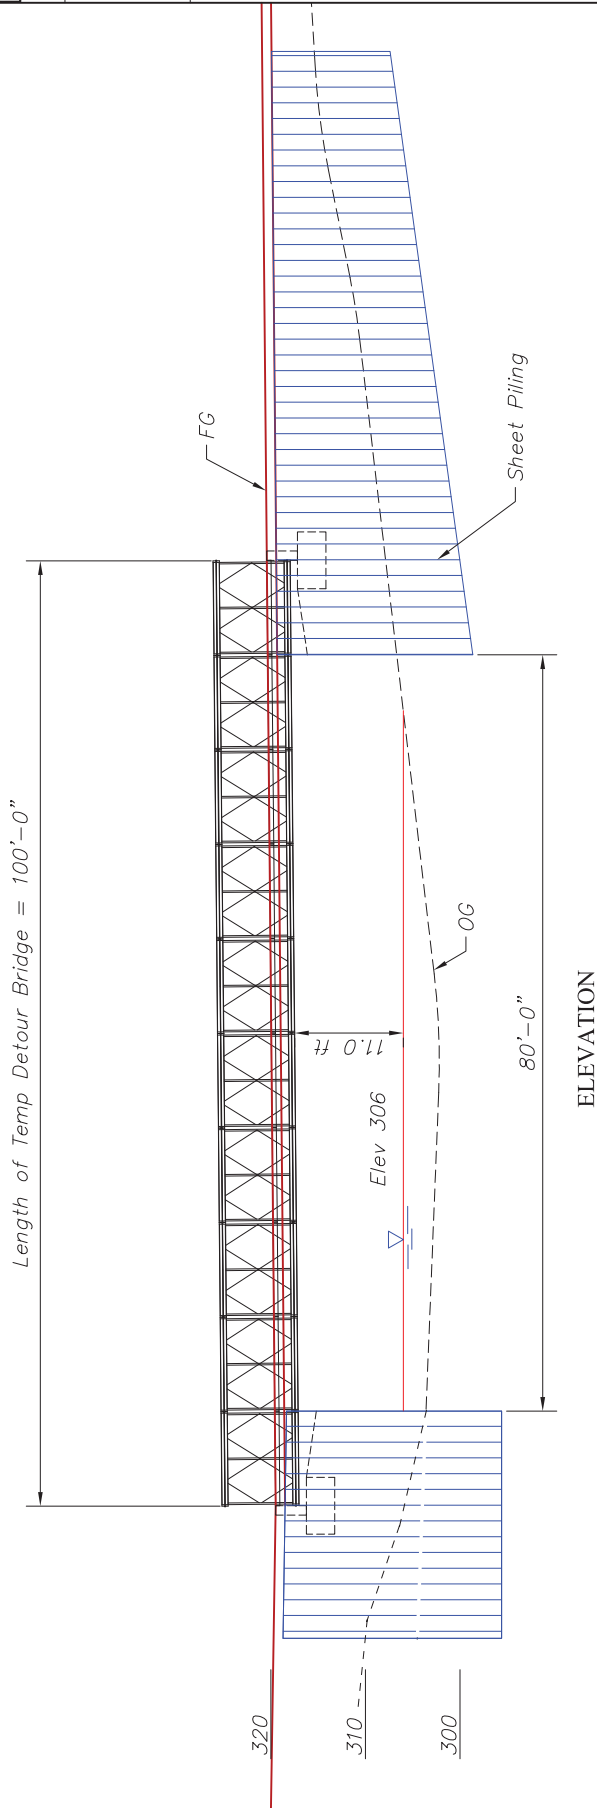 Length of Temp Detour Bridge = 100'-0"
FG
Sheet Piling
11.0 ft
Elev 306
OG
80'-0"
320
310
300
ELEVATION